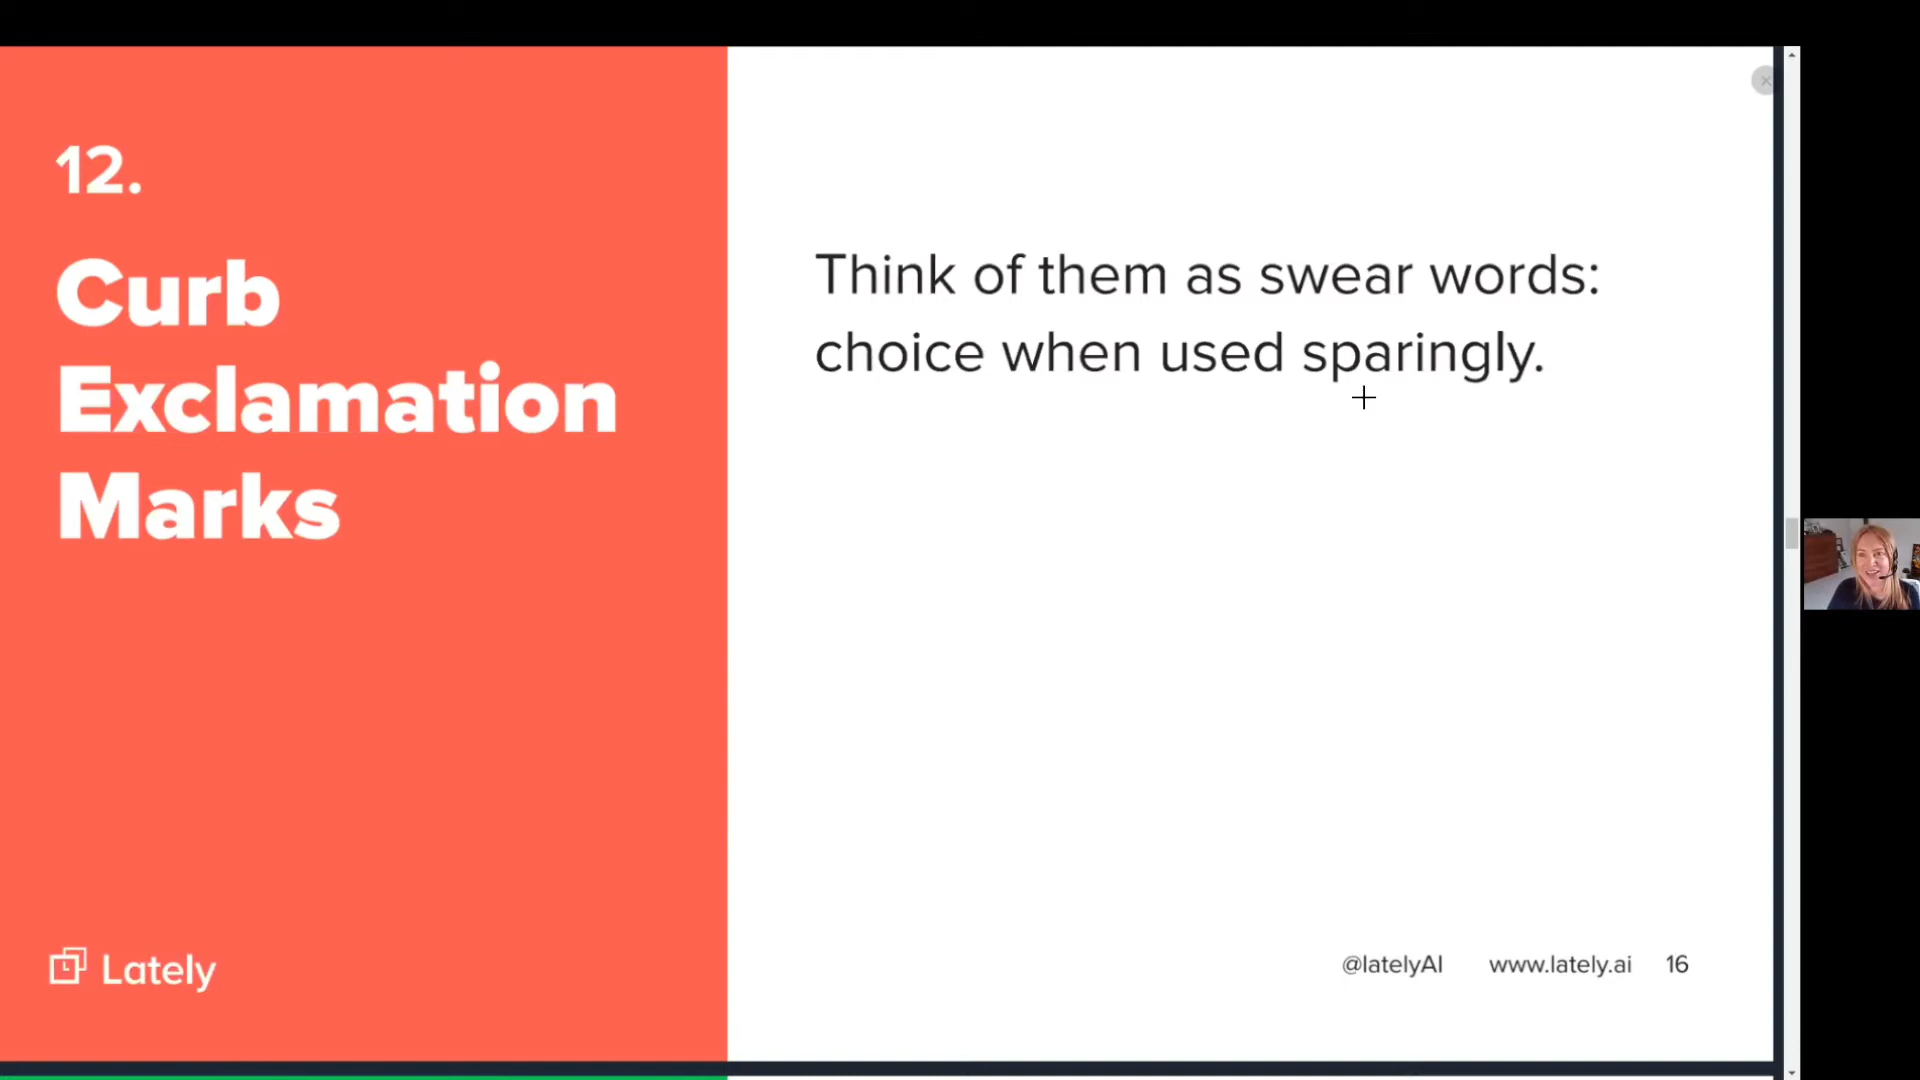 12.
Curb
Exclamation
Marks
Think of them as swear words:
choice when used sparingly.
Lately
@latelyAI www.lately.ai 16